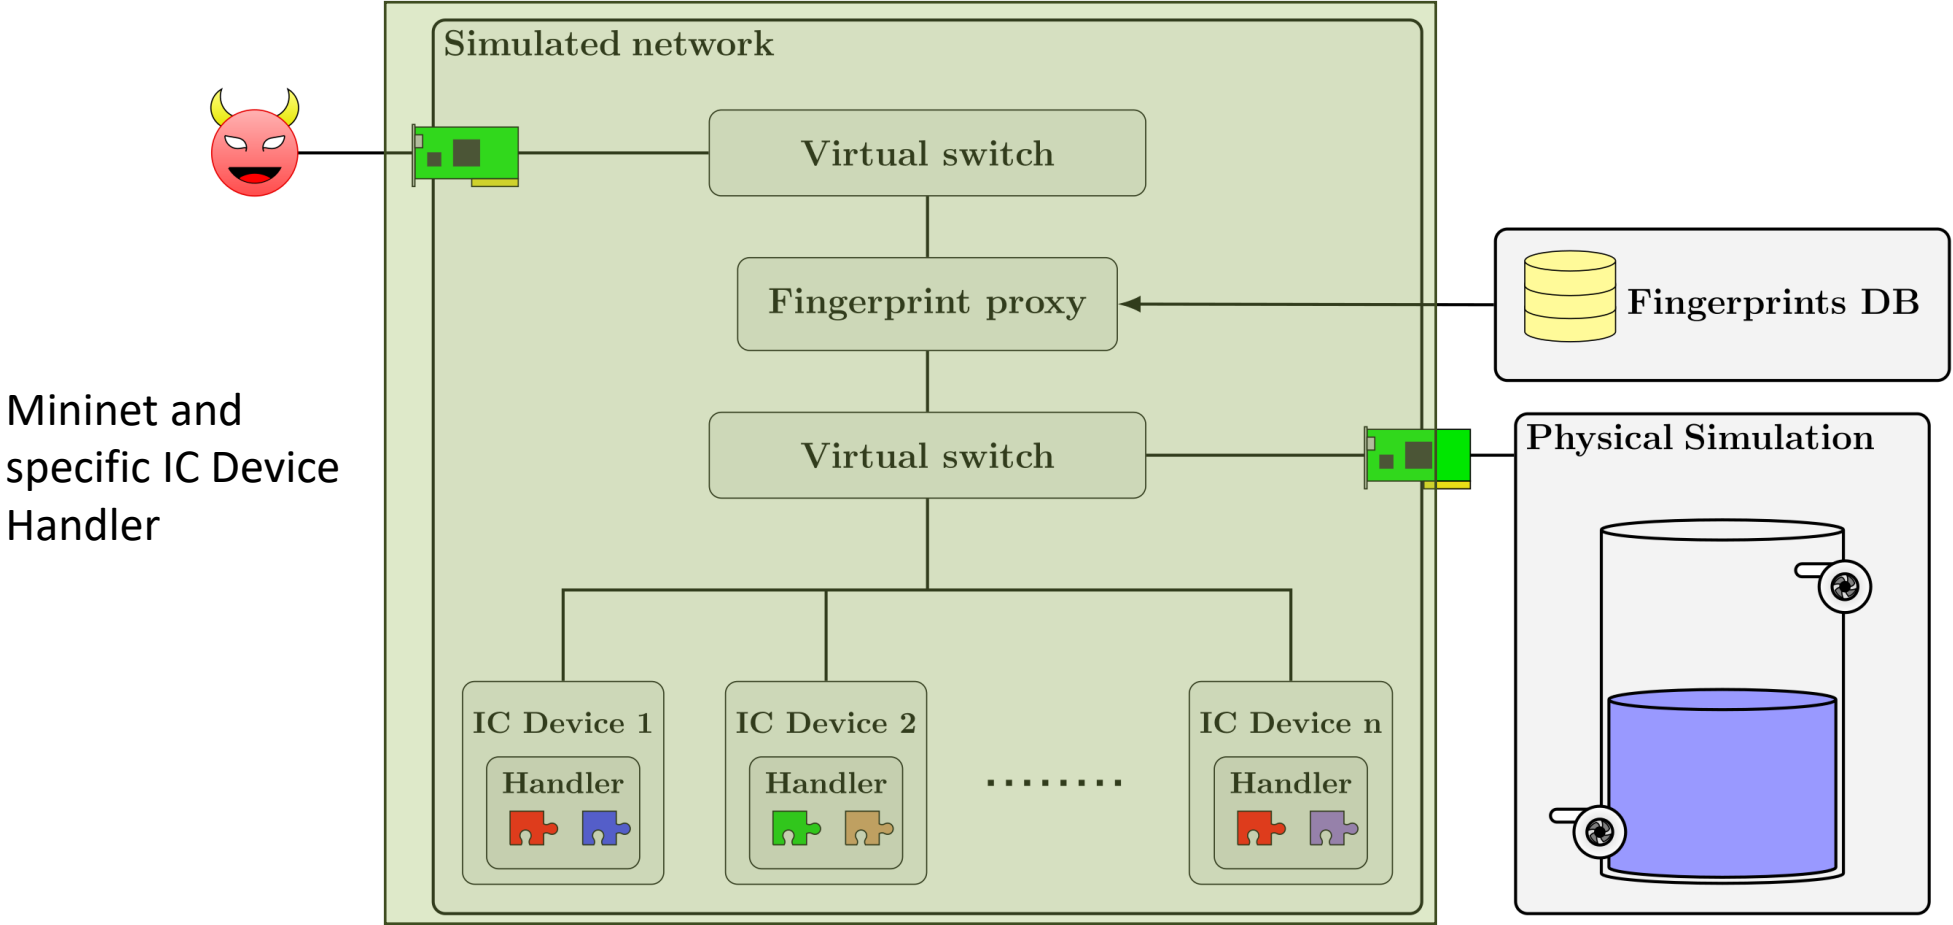 Simulated network
Virtual switch
Fingerprint proxy
Fingerprints DB
Mininet and
specific IC Device
Handler
Virtual switch
Physical Simulation
IC Device 1
Handler
IC Device 2
Handler
........
IC Device n
Handler